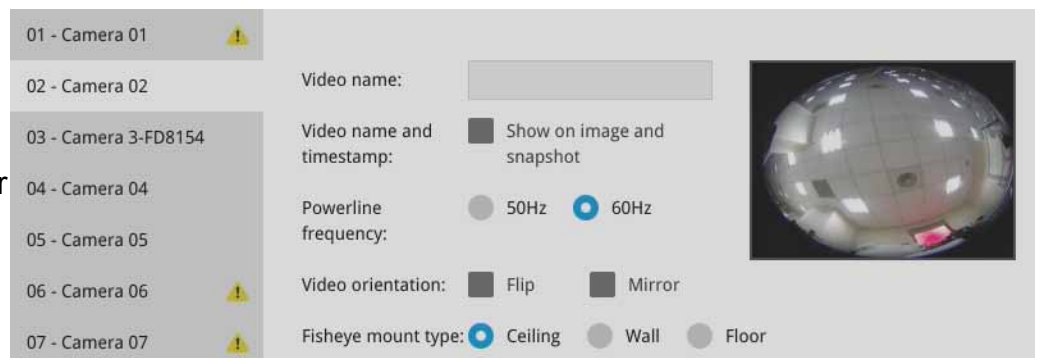 01 - Camera 01
02 - Camera 02
03 - Camera 3-FD8154
r
04 - Camera 04
05 - Camera 05
06 - Camera 06
07 - Camera 07
Video name:
Video name and
timestamp:
Show on image and
snapshot
Powerline
frequency:
50Hz
60Hz
Video orientation:
Flip
Mirror
Fisheye mount type:
Ceiling
Wall
Floor